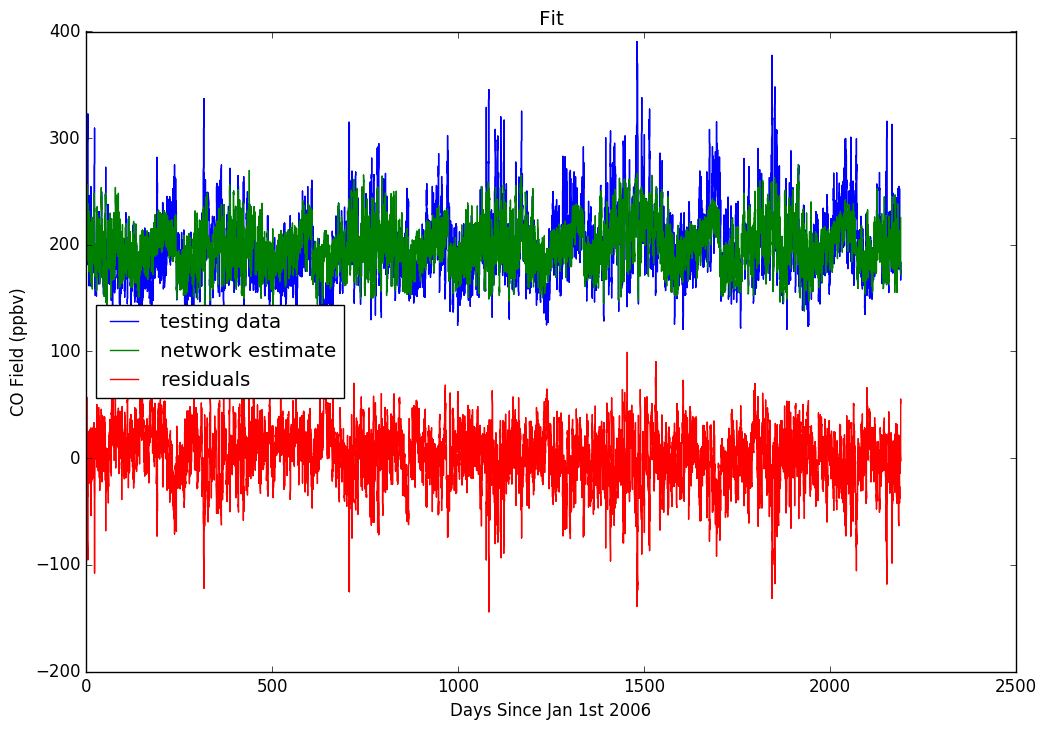 Fit
CO Field (ppbv)
400
300
200
100
0
−100
−200
testing data
network estimate
residuals
0 500 1000 1500 2000 2500
Days Since Jan 1st 2006